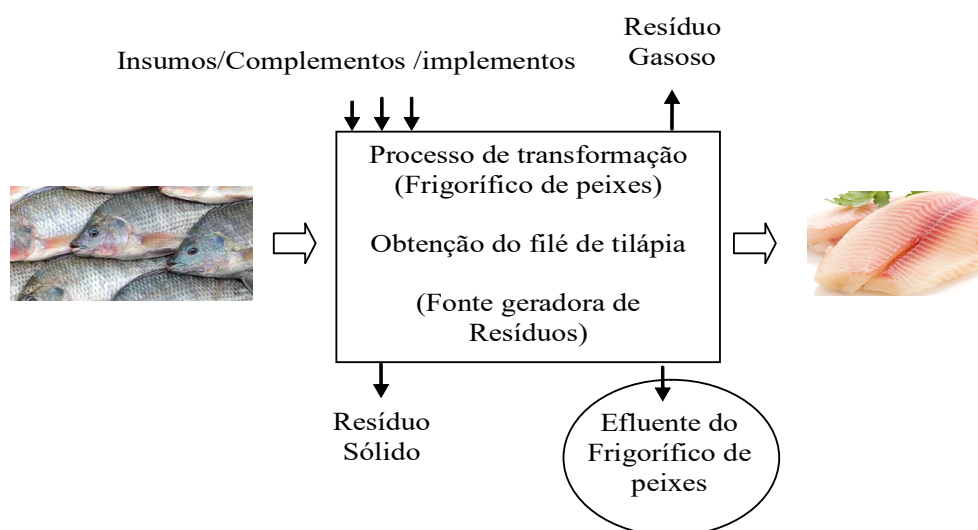 Insumos/Complementos /implementos
Resíduo
Gasoso
Processo de transformação
(Frigorífico de peixes)
Obtenção do filé de tilápia
(Fonte geradora de
Resíduos)
Resíduo
Sólido
Efluente do
Frigorífico de
peixes